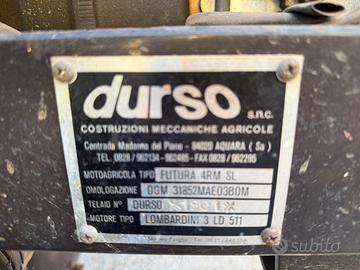 durso s.n.c.
COSTRUZIONI MECCANICHE AGRICOLE
Contrada Madonna del Piano - 84020 AQUARA (Sa)
TEL. 0828 / 962134 - 962485 - FAX 0828 / 962295
MOTOAGRICOLA TIPO FUTURA 4RM SL
OMOLOGAZIONE DGM 31852MAE03BOM
TELAIO N° DURSO
MOTORE TIPO LOMBARDINI 3 LD 511
subito